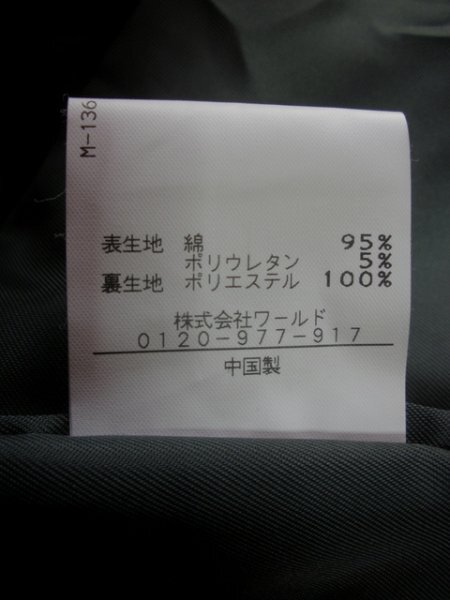 M-136
表生地 綿 95%
ポリウレタン 5%
裏生地 ポリエステル 100%
株式会社ワールド
0120-977-917
中国製